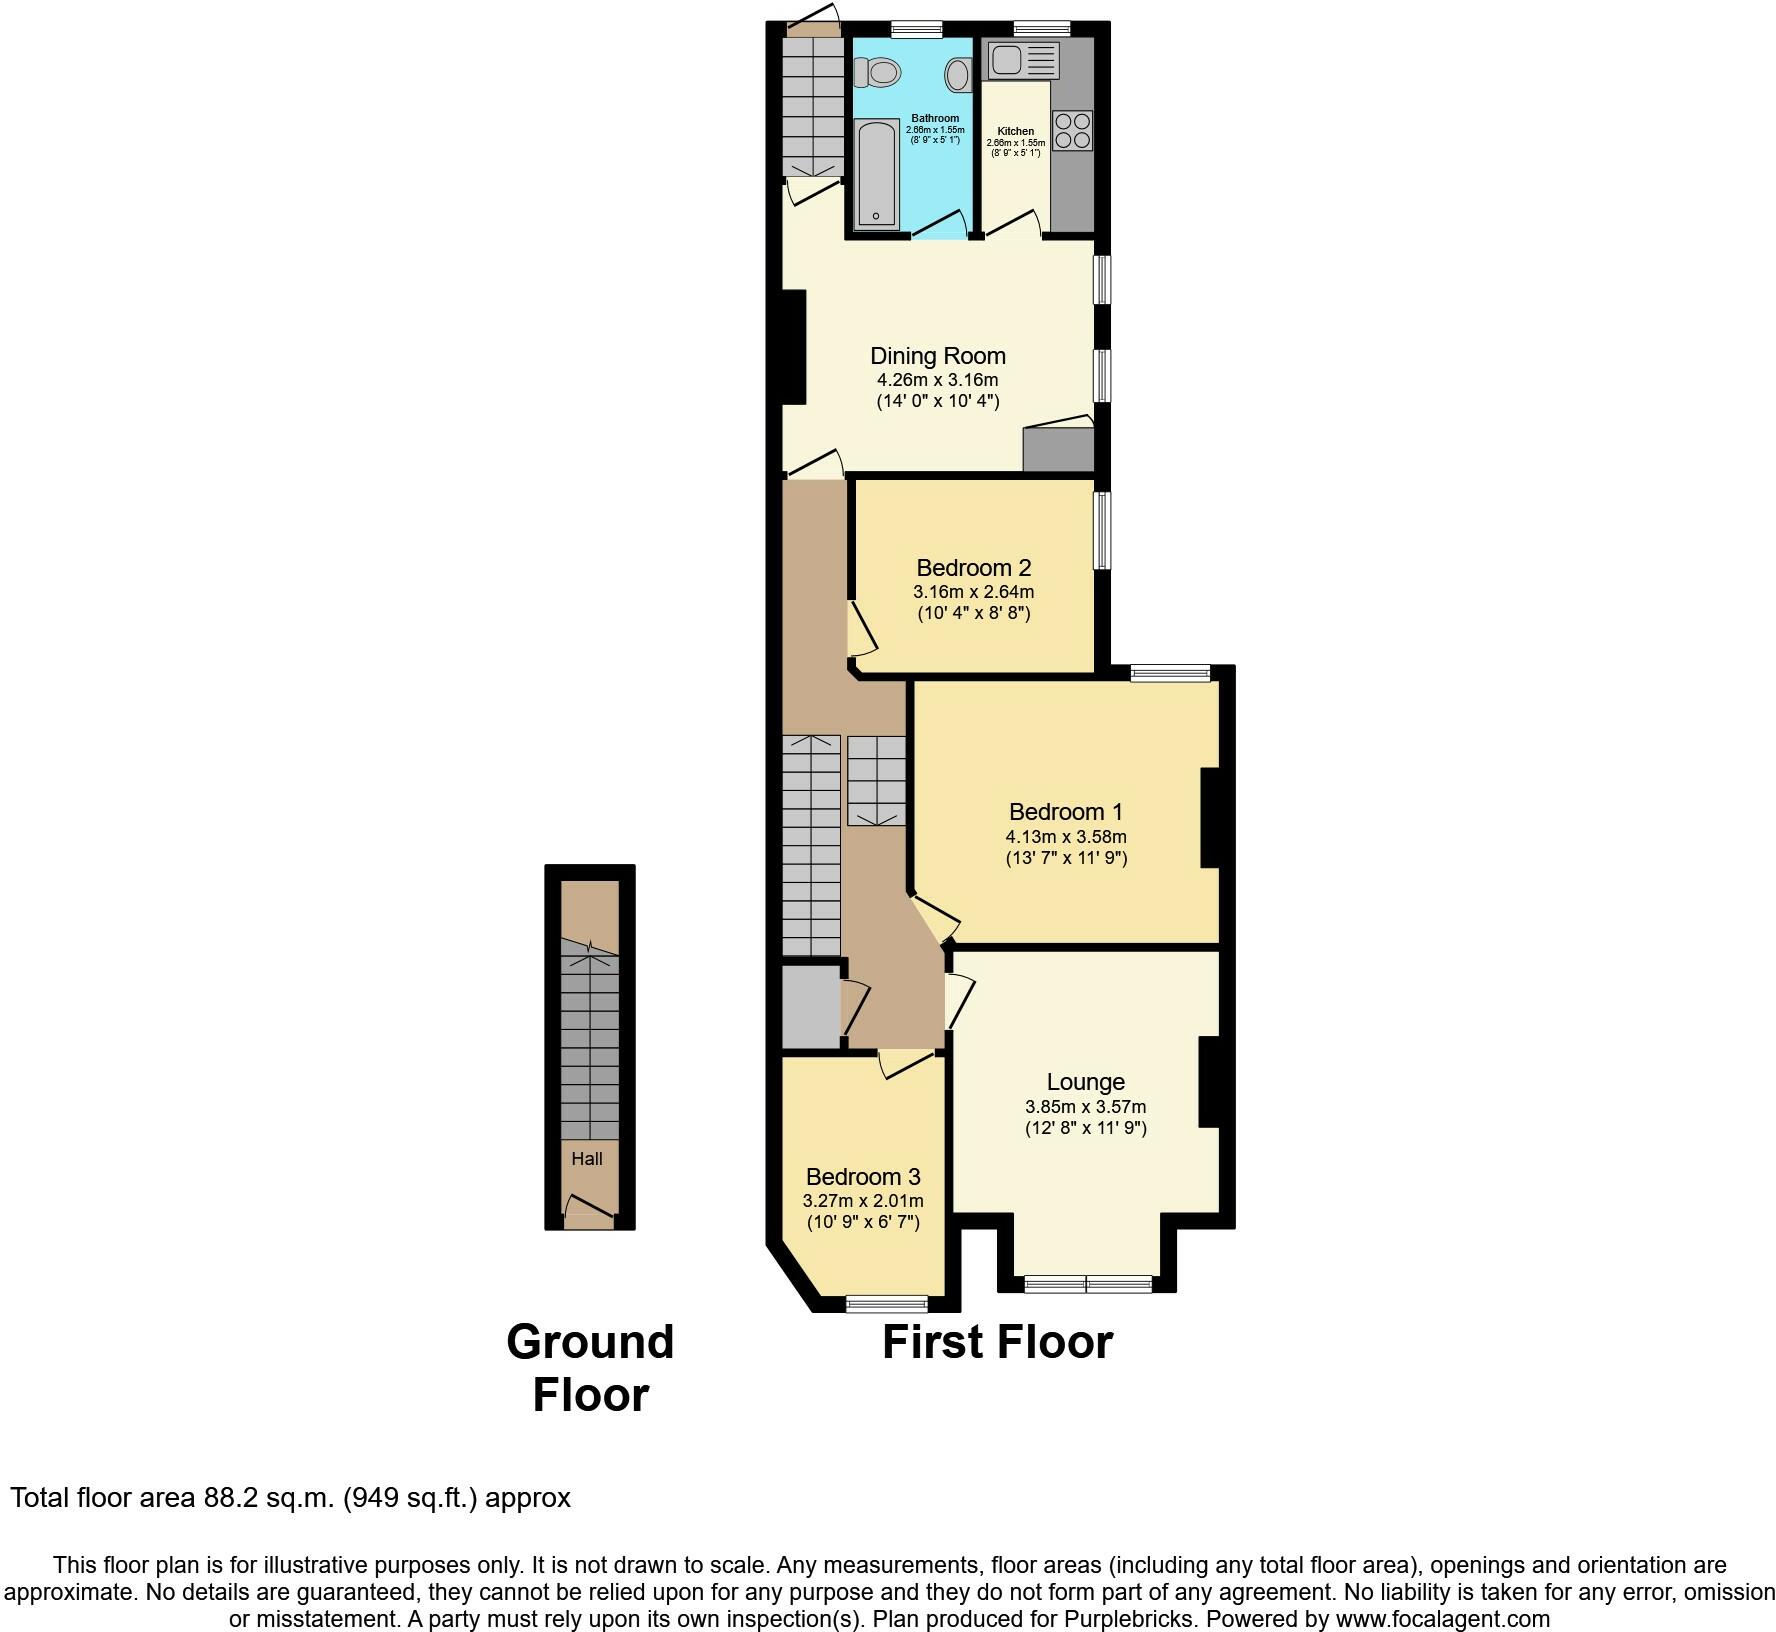 Bathroom
2.66m x 1.55m
(8' 9" x 5' 1")
Kitchen
2.66m x 1.55m
(8' 9" x 5' 1")
Dining Room
4.26m x 3.16m
(14' 0" x 10' 4")
Bedroom 2
3.16m x 2.64m
(10' 4" x 8' 8")
Bedroom 1
4.13m x 3.58m
(13' 7" x 11' 9")
Lounge
3.85m x 3.57m
(12' 8" x 11' 9")
Hall
Bedroom 3
3.27m x 2.01m
(10' 9" x 6' 7")
Ground
Floor
First Floor
Total floor area 88.2 sq.m. (949 sq.ft.) approx
This floor plan is for illustrative purposes only. It is not drawn to scale. Any measurements, floor areas (including any total floor area), openings and orientation are
approximate. No details are guaranteed, they cannot be relied upon for any purpose and they do not form part of any agreement. No liability is taken for any error, omission
or misstatement. A party must rely upon its own inspection(s). Plan produced for Purplebricks. Powered by www.focalagent.com